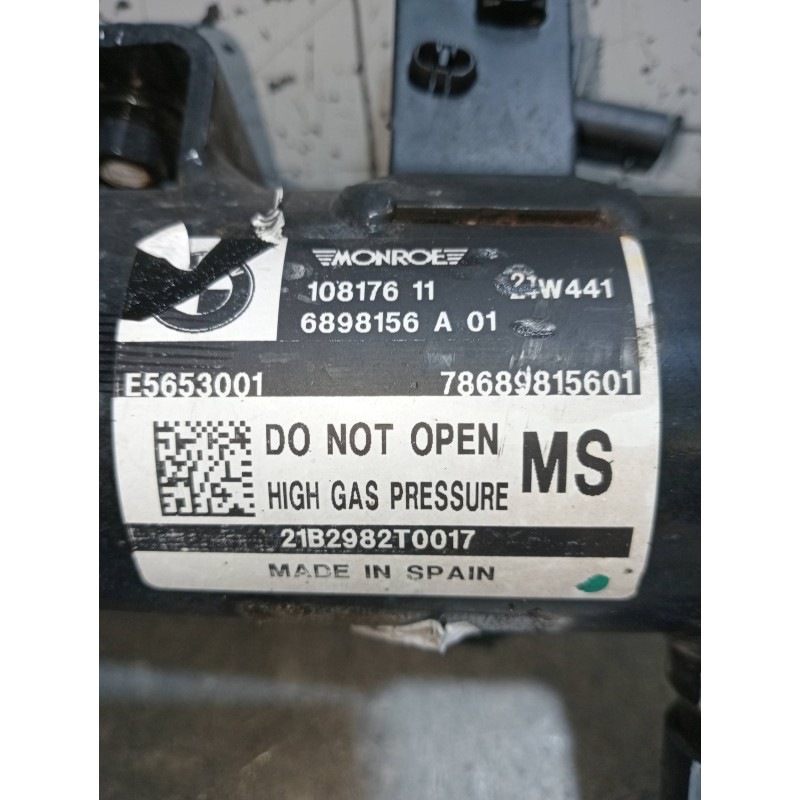 MONROE
108176 11 21W441
6898156 A 01
E5653001 78689815601
DO NOT OPEN
HIGH GAS PRESSURE
MS
21B2982T0017
MADE IN SPAIN